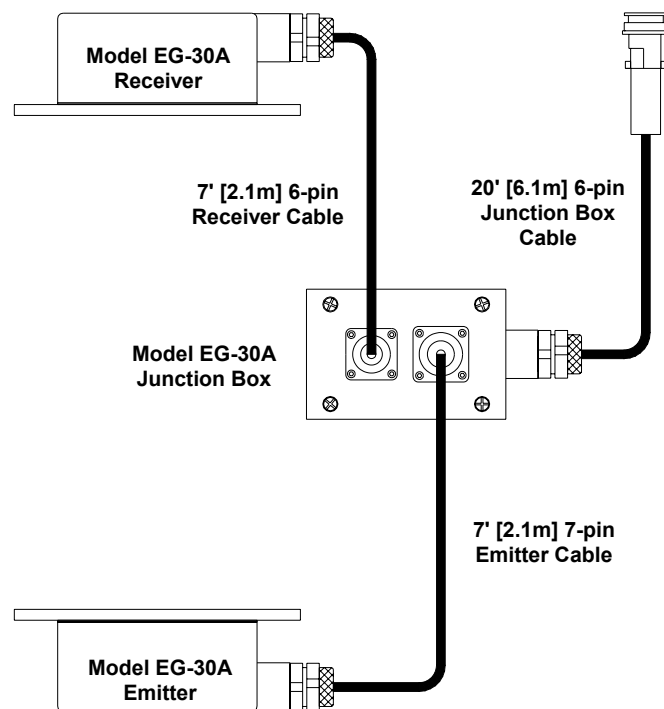 Model EG-30A
Receiver
7' [2.1m] 6-pin
Receiver Cable
20' [6.1m] 6-pin
Junction Box
Cable
Model EG-30A
Junction Box
7' [2.1m] 7-pin
Emitter Cable
Model EG-30A
Emitter